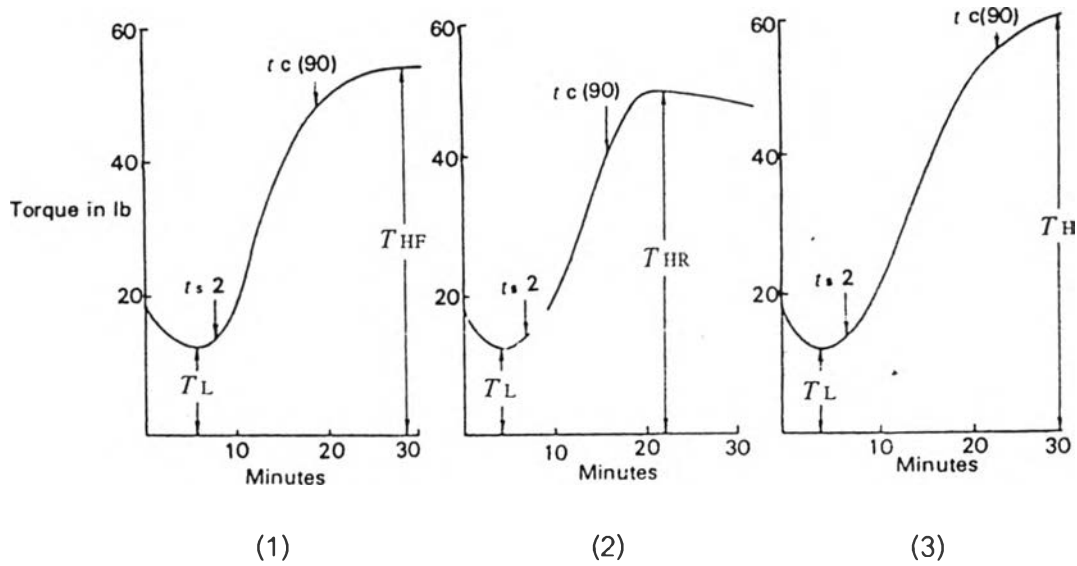 60
t c (90)
40
Torque in lb
T HF
t s 2
20
T L
10
20
30
Minutes
(1)
60
t c (90)
40
T HR
t s 2
20
T L
10
20
30
Minutes
(2)
60
t c (90)
40
T H
t s 2
20
T L
10
20
30
Minutes
(3)